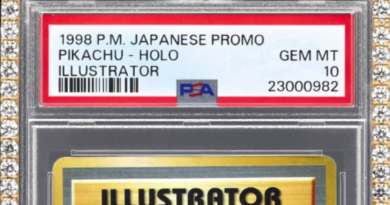 1998 P.M. JAPANESE PROMO
PIKACHU - HOLO
GEM MT
ILLUSTRATOR
10
PSA
23000982
ILLUSTRATOR